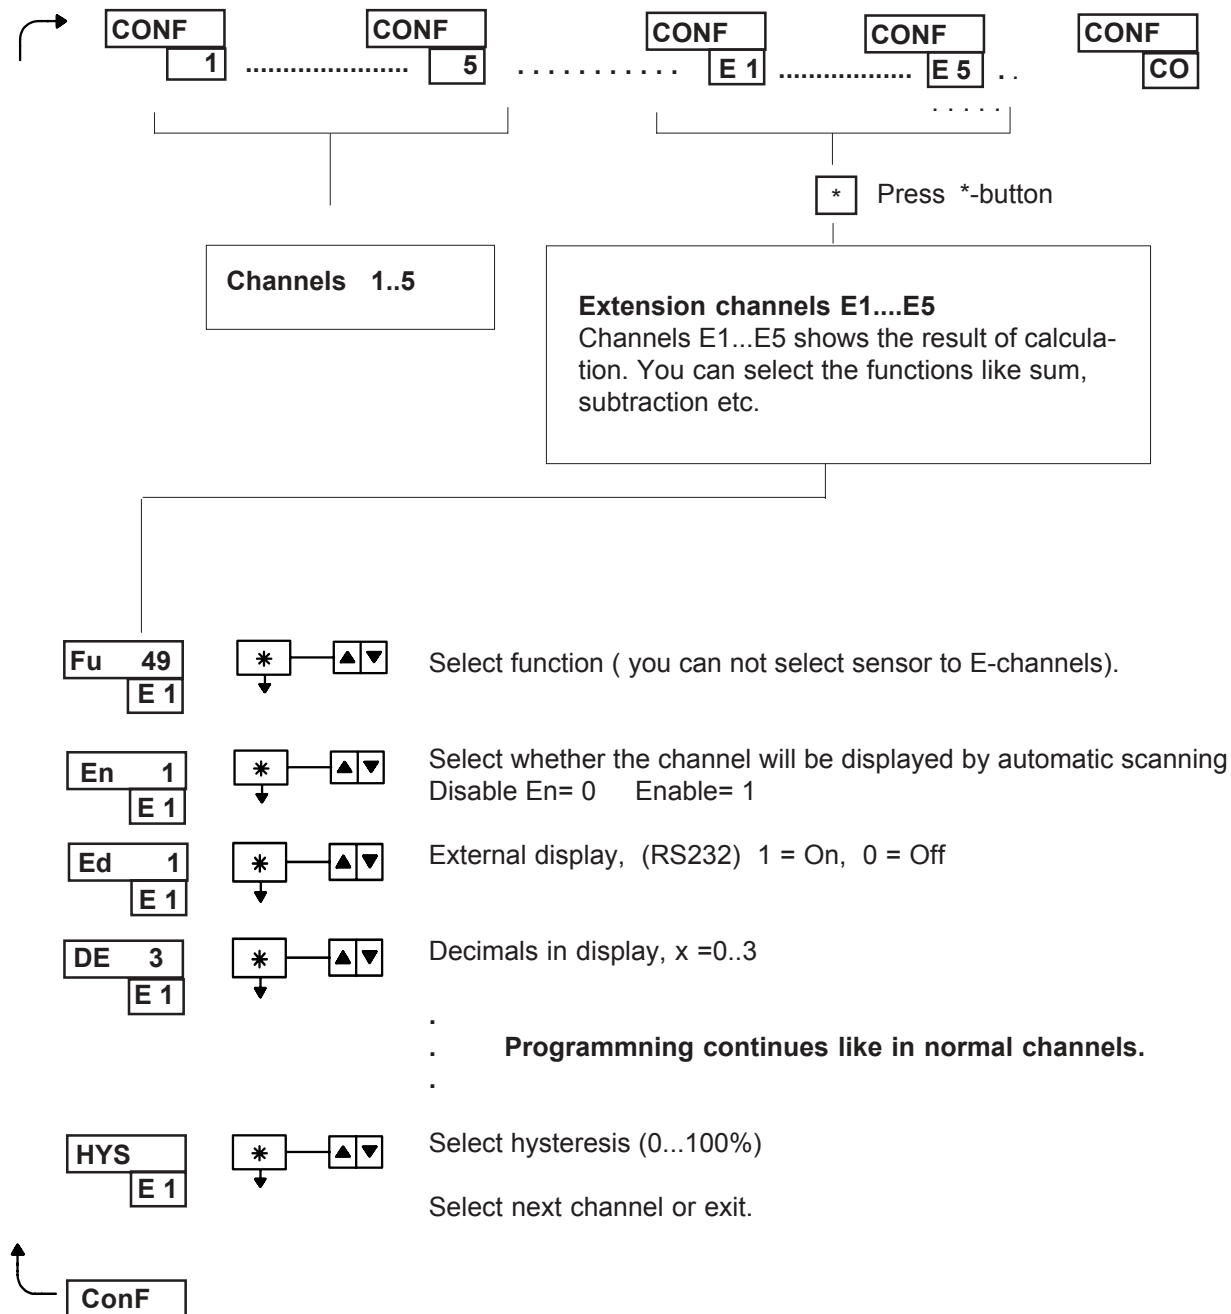 CONF CONF CONF CONF CONF
1 ...................... 5 . . . . . . . . . . . E 1 .................. E 5 . . CO
. . . . .
* Press *-button
Channels 1..5
Extension channels E1....E5
Channels E1...E5 shows the result of calcula-
tion. You can select the functions like sum,
subtraction etc.
Fu 49
E 1
* ▲ ▼
Select function ( you can not select sensor to E-channels).
En 1
E 1
* ▲ ▼
Select whether the channel will be displayed by automatic scanning
Disable En= 0 Enable= 1
Ed 1
E 1
* ▲ ▼
External display, (RS232) 1 = On, 0 = Off
DE 3
E 1
* ▲ ▼
Decimals in display, x =0..3
.
. Programmning continues like in normal channels.
.
HYS
E 1
* ▲ ▼
Select hysteresis (0...100%)
Select next channel or exit.
ConF